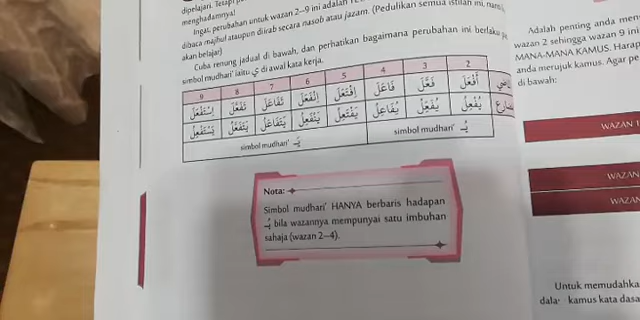 dipelajari. Tetapi
menghadamnya!
Ingat, perubahan untuk wazan 2–9 ini adalah
dibaca majhul ataupun diirab secara nasob atau jazam. (Pedulikan semua istilah ini, nanti
akan belajar)
Cuba renung jadual di bawah, dan perhatikan bagaimana perubahan ini berlaku
simbol mudhari' iaitu ي di awal kata kerja.
9 8 7 6 5 4 3 2
اِسْتَفْعَلَ تَفَعَّلَ تَفَاعَلَ اِنْفَعَلَ اِفْتَعَلَ فَاعَلَ فَعَّلَ أَفْعَلَ
يَسْتَفْعِلُ يَتَفَعَّلُ يَتَفَاعَلُ يَنْفَعِلُ يَفْتَعِلُ يُفَاعِلُ يُفَعِّلُ يُفْعِلُ
simbol mudhari' يَـ simbol mudhari' يُـ
Nota:
Simbol mudhari' HANYA berbaris hadapan
يُـ bila wazannya mempunyai satu imbuhan
sahaja (wazan 2–4).
Adalah penting anda
wazan 2 sehingga wazan 9 ini
MANA-MANA KAMUS. Harap
anda merujuk kamus. Agar
di bawah:
WAZAN
WAZAN
WAZAN
Untuk memudahka
kamus kata dasa